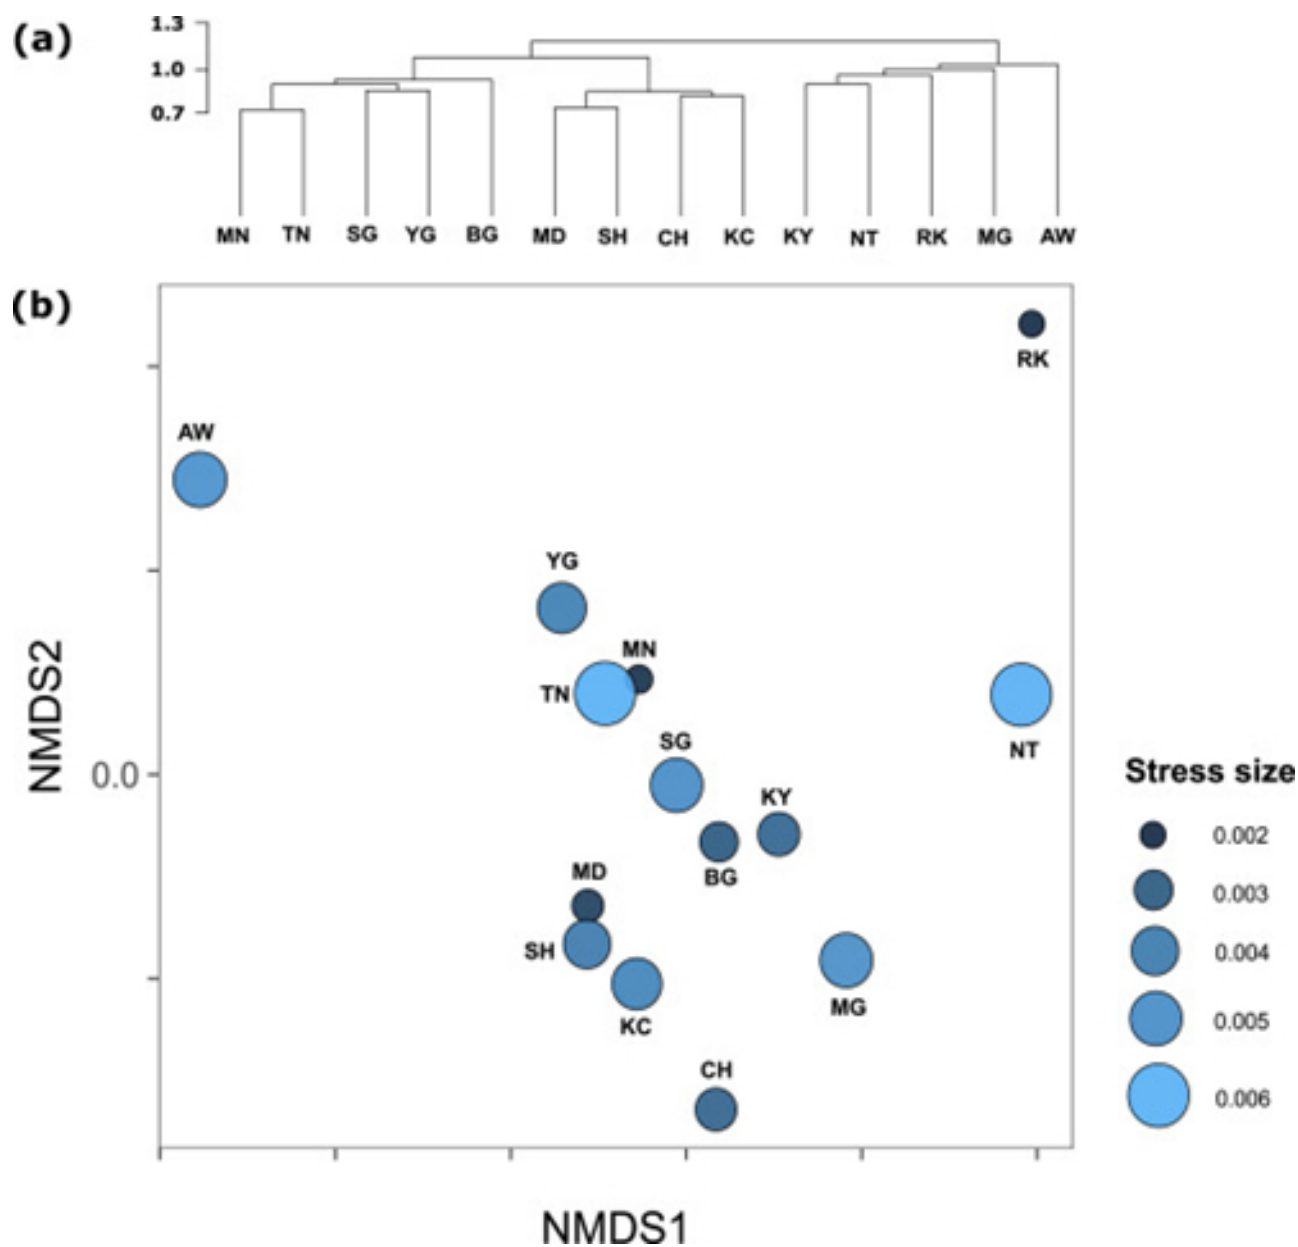 (a)
1.3
1.0
0.7
MN TN SG YG BG MD SH CH KC KY NT RK MG AW
(b)
RK
AW
YG
MN
TN
SG
NT
0.0
KY
BG
MD
SH
MG
KC
CH
NMDS2
NMDS1
Stress size
0.002
0.003
0.004
0.005
0.006